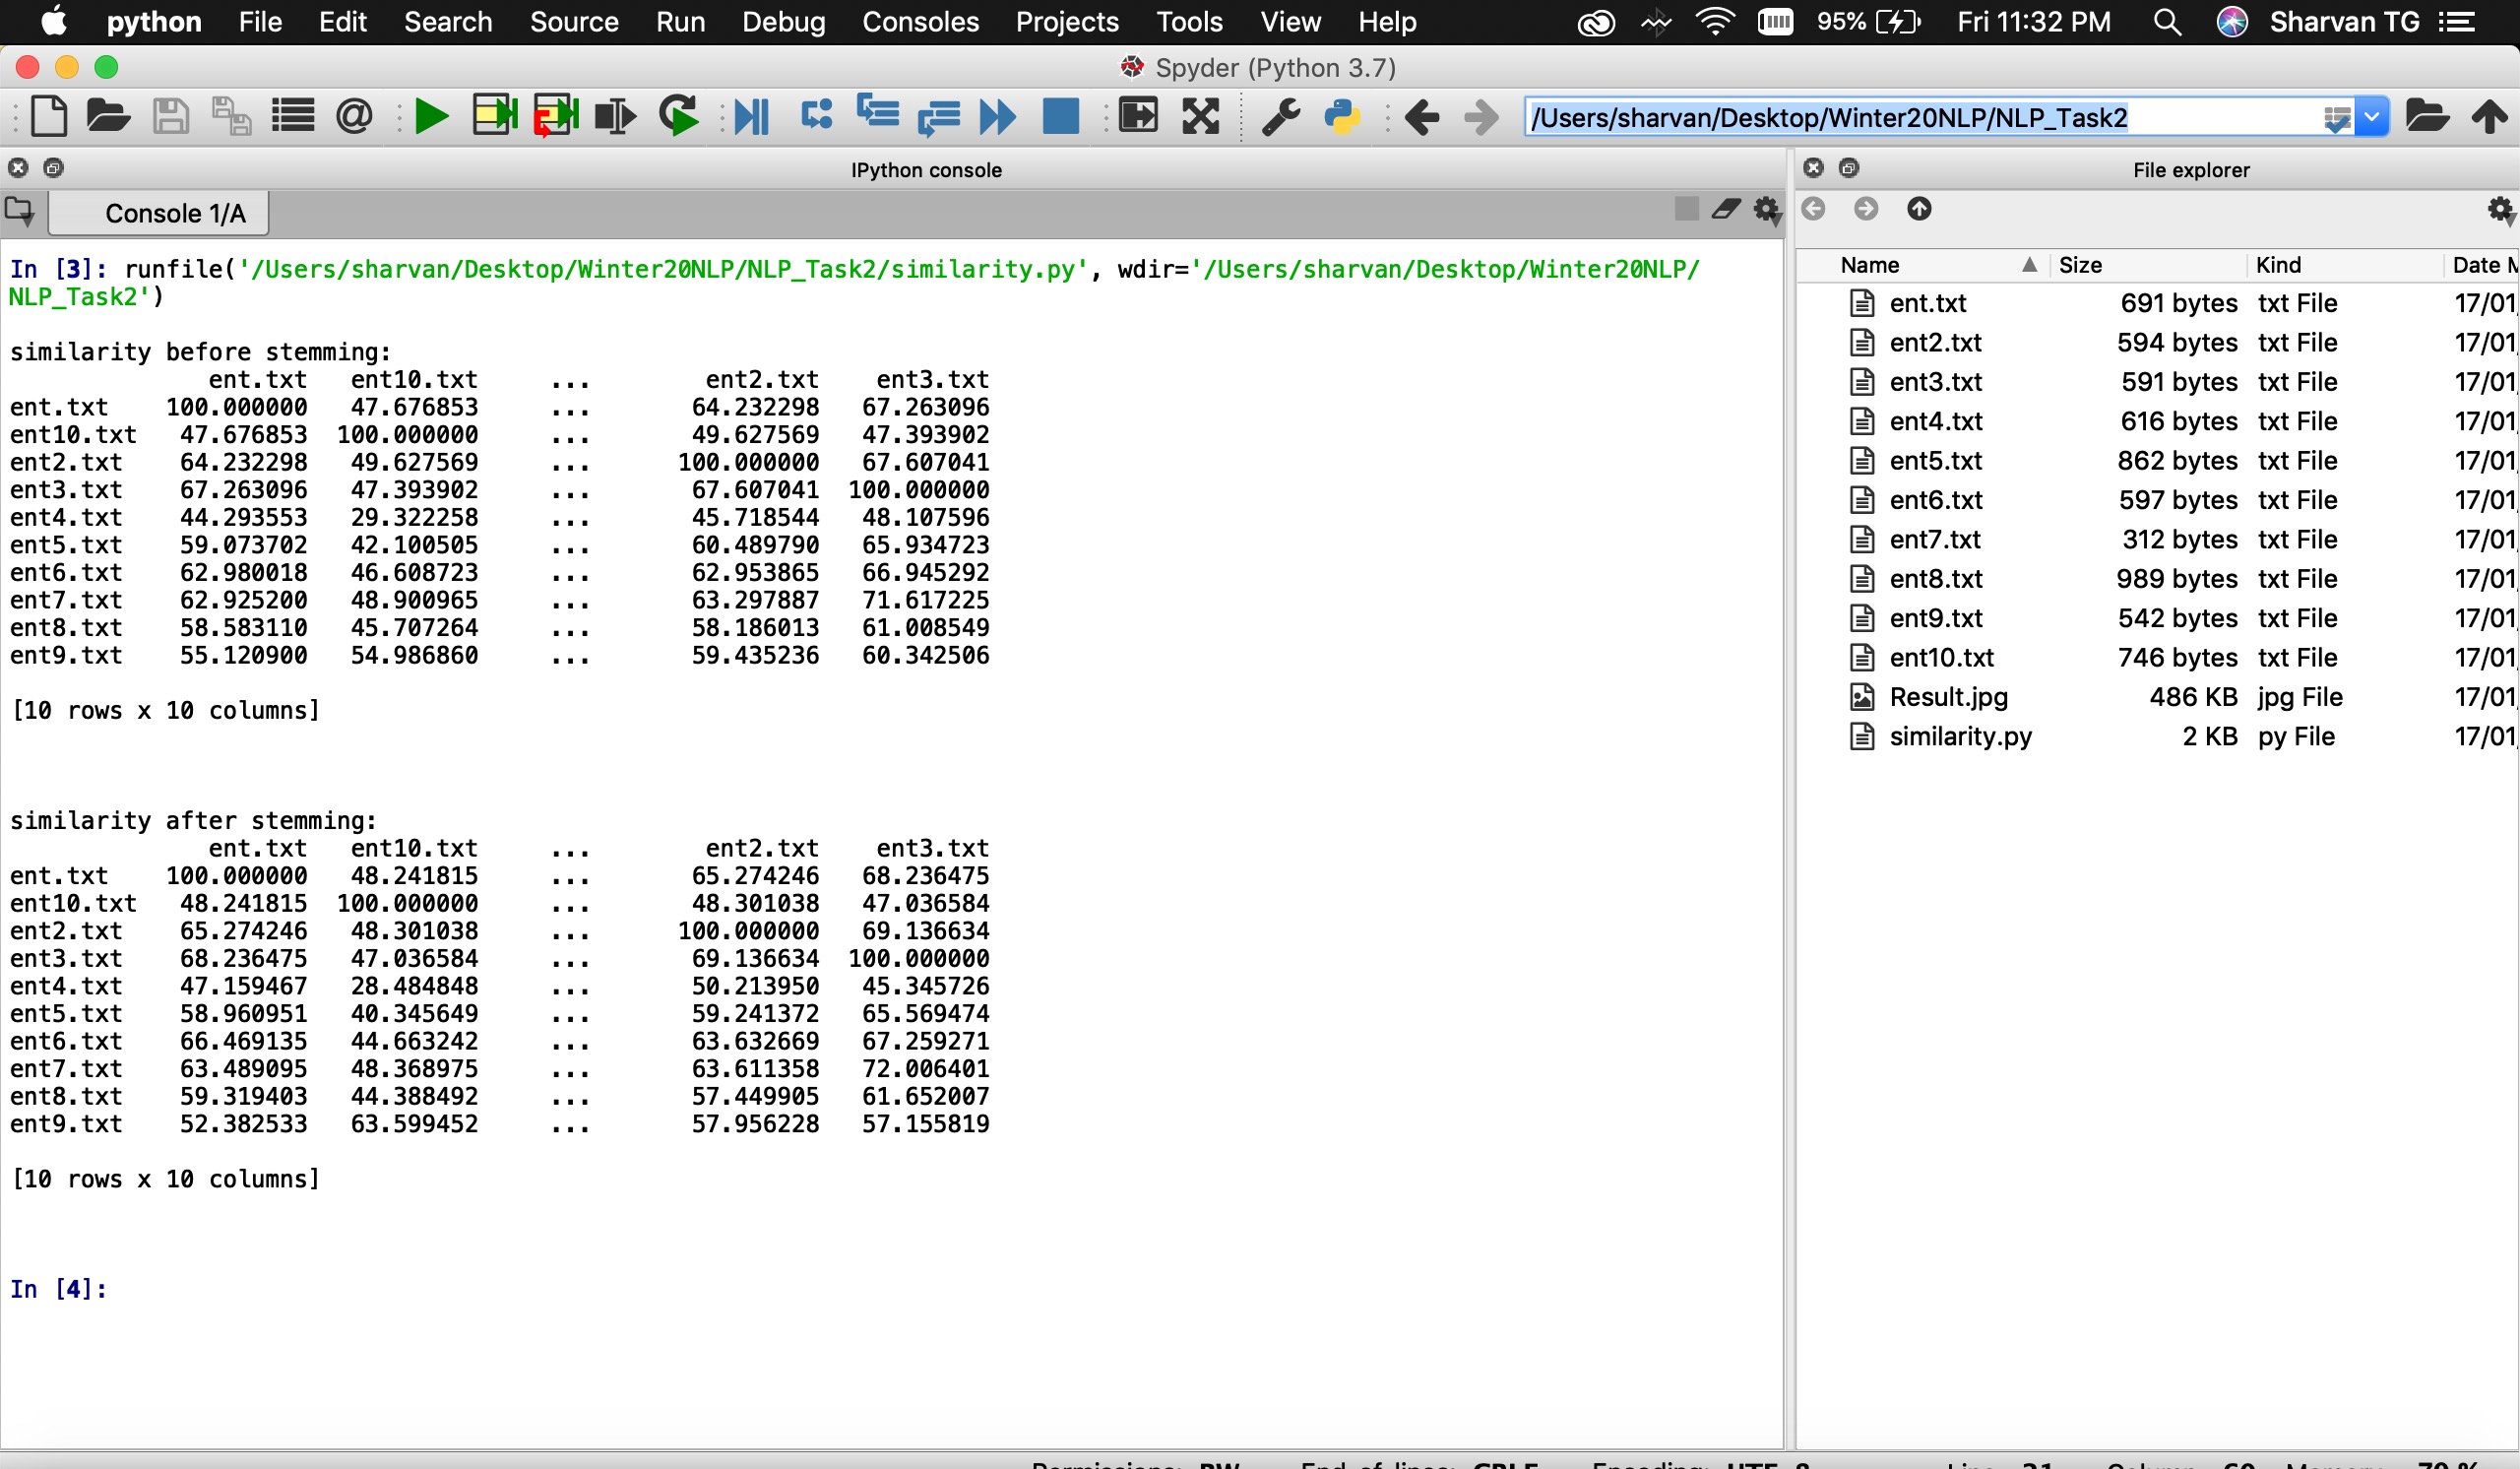 python File Edit Search Source Run Debug Consoles Projects Tools View Help 95% Fri 11:32 PM Sharvan TG
Spyder (Python 3.7)
/Users/sharvan/Desktop/Winter20NLP/NLP_Task2
IPython console
Console 1/A
In [3]: runfile('/Users/sharvan/Desktop/Winter20NLP/NLP_Task2/similarity.py', wdir='/Users/sharvan/Desktop/Winter20NLP/
NLP_Task2')
similarity before stemming:
ent.txt ent10.txt ... ent2.txt ent3.txt
ent.txt 100.000000 47.676853 ... 64.232298 67.263096
ent10.txt 47.676853 100.000000 ... 49.627569 47.393902
ent2.txt 64.232298 49.627569 ... 100.000000 67.607041
ent3.txt 67.263096 47.393902 ... 67.607041 100.000000
ent4.txt 44.293553 29.322258 ... 45.718544 48.107596
ent5.txt 59.073702 42.100505 ... 60.489790 65.934723
ent6.txt 62.980018 46.608723 ... 62.953865 66.945292
ent7.txt 62.925200 48.900965 ... 63.297887 71.617225
ent8.txt 58.583110 45.707264 ... 58.186013 61.008549
ent9.txt 55.120900 54.986860 ... 59.435236 60.342506
[10 rows x 10 columns]
similarity after stemming:
ent.txt ent10.txt ... ent2.txt ent3.txt
ent.txt 100.000000 48.241815 ... 65.274246 68.236475
ent10.txt 48.241815 100.000000 ... 48.301038 47.036584
ent2.txt 65.274246 48.301038 ... 100.000000 69.136634
ent3.txt 68.236475 47.036584 ... 69.136634 100.000000
ent4.txt 47.159467 28.484848 ... 50.213950 45.345726
ent5.txt 58.960951 40.345649 ... 59.241372 65.569474
ent6.txt 66.469135 44.663242 ... 63.632669 67.259271
ent7.txt 63.489095 48.368975 ... 63.611358 72.006401
ent8.txt 59.319403 44.388492 ... 57.449905 61.652007
ent9.txt 52.382533 63.599452 ... 57.956228 57.155819
[10 rows x 10 columns]
In [4]:
File explorer
Name Size Kind Date M
ent.txt 691 bytes txt File 17/01
ent2.txt 594 bytes txt File 17/01
ent3.txt 591 bytes txt File 17/01
ent4.txt 616 bytes txt File 17/01
ent5.txt 862 bytes txt File 17/01
ent6.txt 597 bytes txt File 17/01
ent7.txt 312 bytes txt File 17/01
ent8.txt 989 bytes txt File 17/01
ent9.txt 542 bytes txt File 17/01
ent10.txt 746 bytes txt File 17/01
Result.jpg 486 KB jpg File 17/01
similarity.py 2 KB py File 17/01